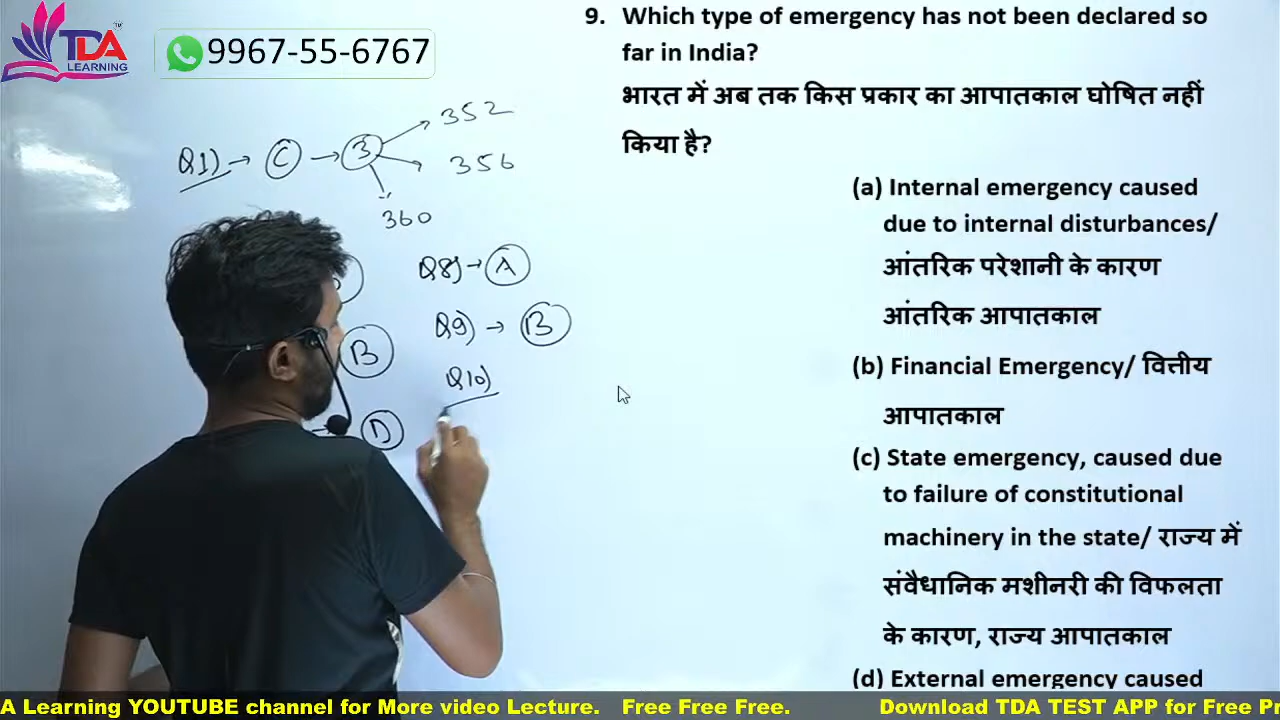 TDA
LEARNING
9967-55-6767
9. Which type of emergency has not been declared so
far in India?
भारत में अब तक किस प्रकार का आपातकाल घोषित नहीं
किया है?
(a) Internal emergency caused
due to internal disturbances/
आंतरिक परेशानी के कारण
आंतरिक आपातकाल
(b) Financial Emergency/ वित्तीय
आपातकाल
(c) State emergency, caused due
to failure of constitutional
machinery in the state/ राज्य में
संवैधानिक मशीनरी की विफलता
के कारण, राज्य आपातकाल
(d) External emergency caused
Q1) → C → 3 → 352
356
360
Q8) → A
Q9) → B
Q10)
B
D
A Learning YOUTUBE channel for More video Lecture. Free Free Free. Download TDA TEST APP for Free